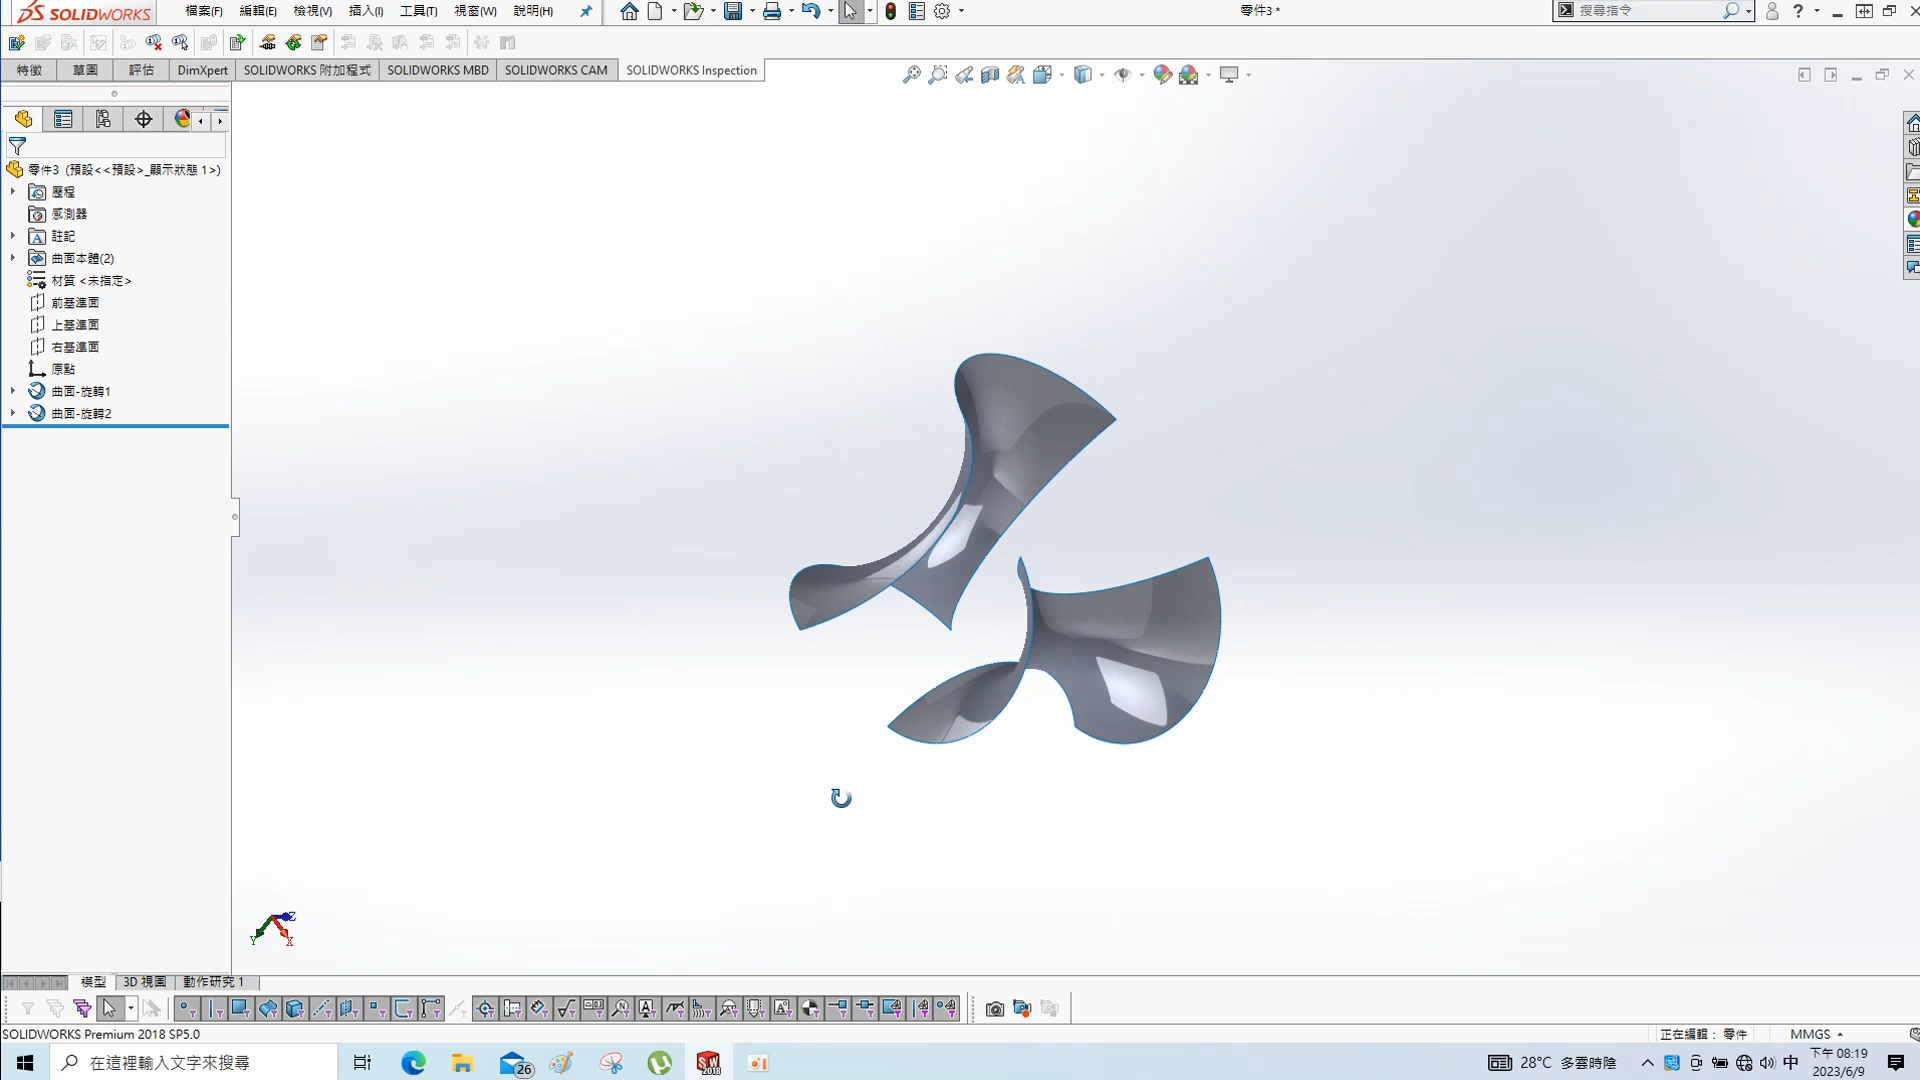 SOLIDWORKS 檔案(F) 編輯(E) 檢視(V) 插入(I) 工具(T) 視窗(W) 說明(H) 零件3 * 搜尋指令
特徵 草圖 評估 DimXpert SOLIDWORKS 附加程式 SOLIDWORKS MBD SOLIDWORKS CAM SOLIDWORKS Inspection
零件3 (預設<<預設>_顯示狀態 1>)
歷程
感測器
註記
曲面本體(2)
材質 <未指定>
前基準面
上基準面
右基準面
原點
曲面-旋轉1
曲面-旋轉2
Z
Y
X
模型 3D 視圖 動作研究 1
SOLIDWORKS Premium 2018 SP5.0 正在編輯： 零件 MMGS
在這裡輸入文字來搜尋 26 SW 2018 28°C 多雲時陰 中 下午 08:19
2023/6/9